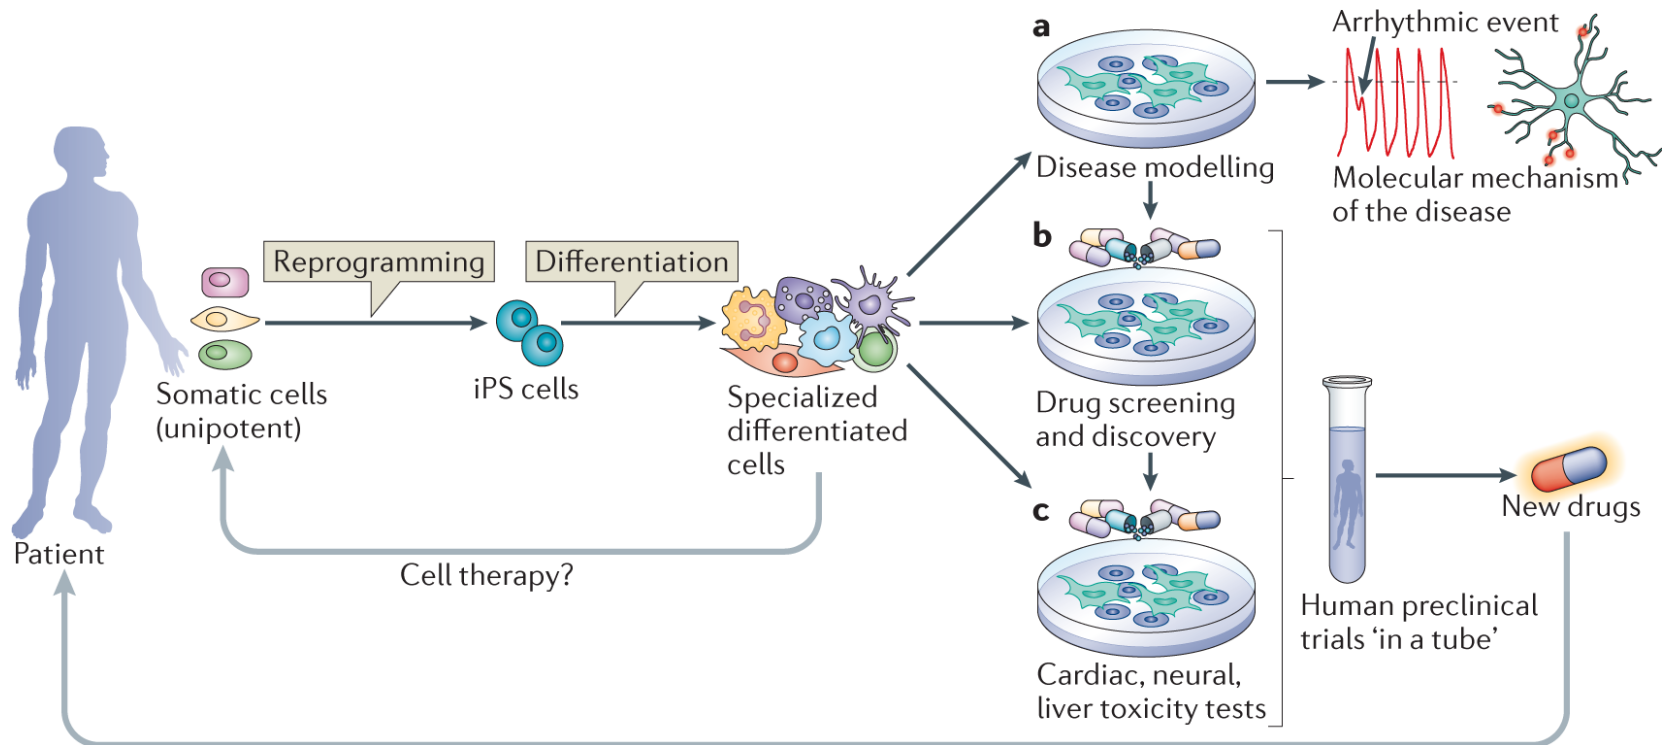 a
Arrhythmic event
Disease modelling
Molecular mechanism
of the disease
Reprogramming
Differentiation
b
Somatic cells
(unipotent)
iPS cells
Specialized
differentiated
cells
Drug screening
and discovery
c
New drugs
Patient
Cell therapy?
Human preclinical
trials ‘in a tube’
Cardiac, neural,
liver toxicity tests